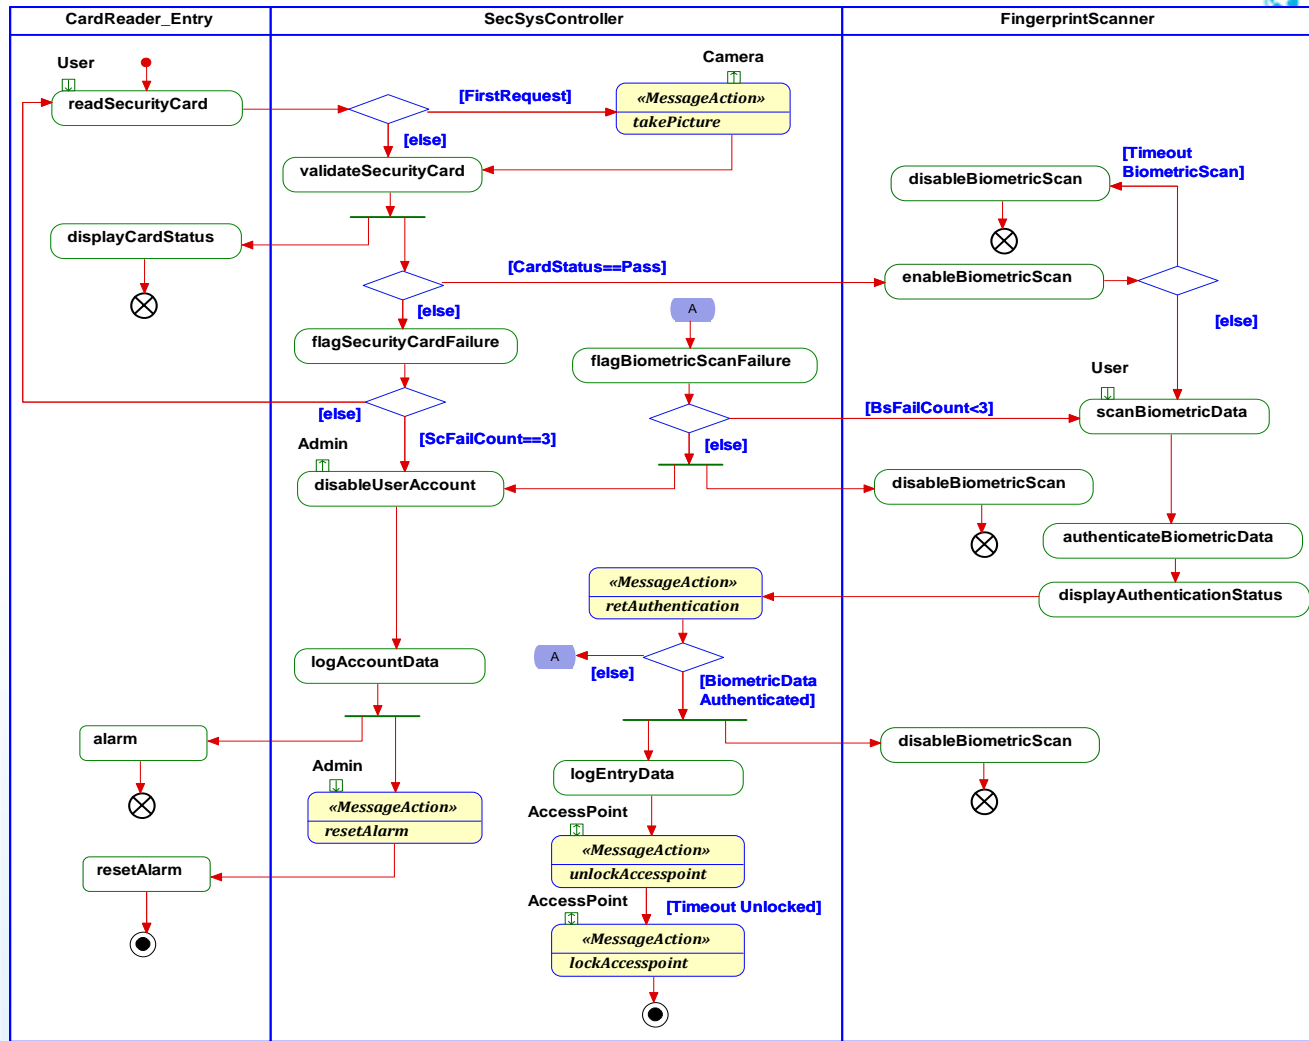 CardReader_Entry
SecSysController
FingerprintScanner
User
readSecurityCard
[FirstRequest]
Camera
«MessageAction»
takePicture
[else]
validateSecurityCard
[Timeout
BiometricScan]
disableBiometricScan
displayCardStatus
[CardStatus==Pass]
enableBiometricScan
[else]
A
[else]
flagSecurityCardFailure
flagBiometricScanFailure
User
[else]
[BsFailCount<3]
scanBiometricData
[ScFailCount==3]
[else]
Admin
disableUserAccount
disableBiometricScan
authenticateBiometricData
«MessageAction»
retAuthentication
displayAuthenticationStatus
logAccountData
A
[else]
[BiometricData
Authenticated]
alarm
disableBiometricScan
Admin
logEntryData
«MessageAction»
resetAlarm
AccessPoint
«MessageAction»
unlockAccesspoint
resetAlarm
AccessPoint
[Timeout Unlocked]
«MessageAction»
lockAccesspoint